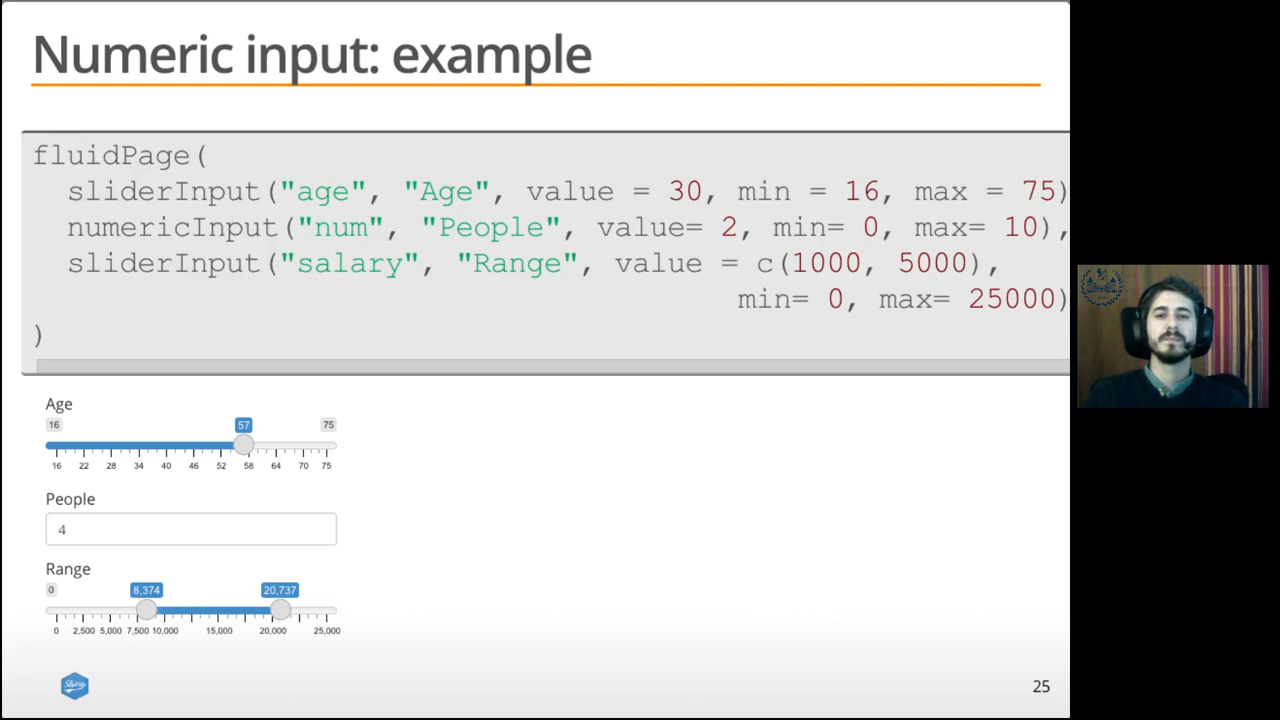 Numeric input: example
fluidPage(
sliderInput("age", "Age", value = 30, min = 16, max = 75)
numericInput("num", "People", value= 2, min= 0, max= 10),
sliderInput("salary", "Range", value = c(1000, 5000),
min= 0, max= 25000)
)
Age
16 57 75
16 22 28 34 40 46 52 58 64 70 75
People
4
Range
0 8,374 20,737
0 2,500 5,000 7,500 10,000 15,000 20,000 25,000
Shiny
25